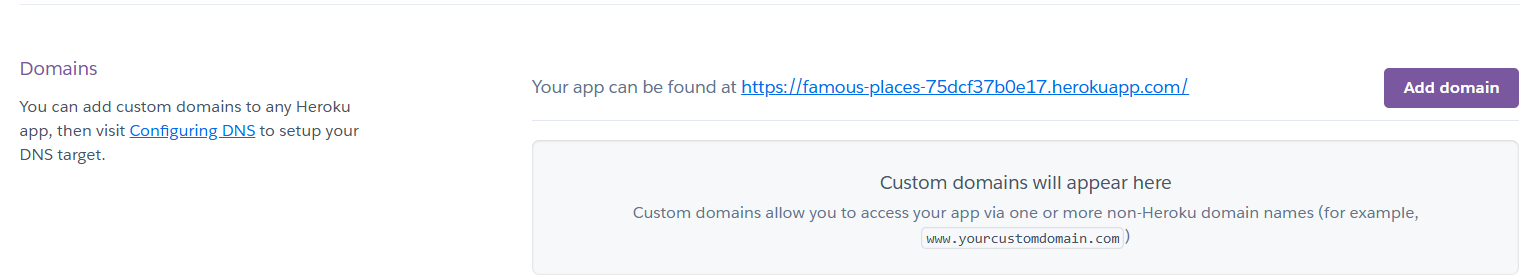 Domains
You can add custom domains to any Heroku
app, then visit Configuring DNS to setup your
DNS target.
Your app can be found at https://famous-places-75dcf37b0e17.herokuapp.com/
Add domain
Custom domains will appear here
Custom domains allow you to access your app via one or more non-Heroku domain names (for example,
www.yourcustomdomain.com)